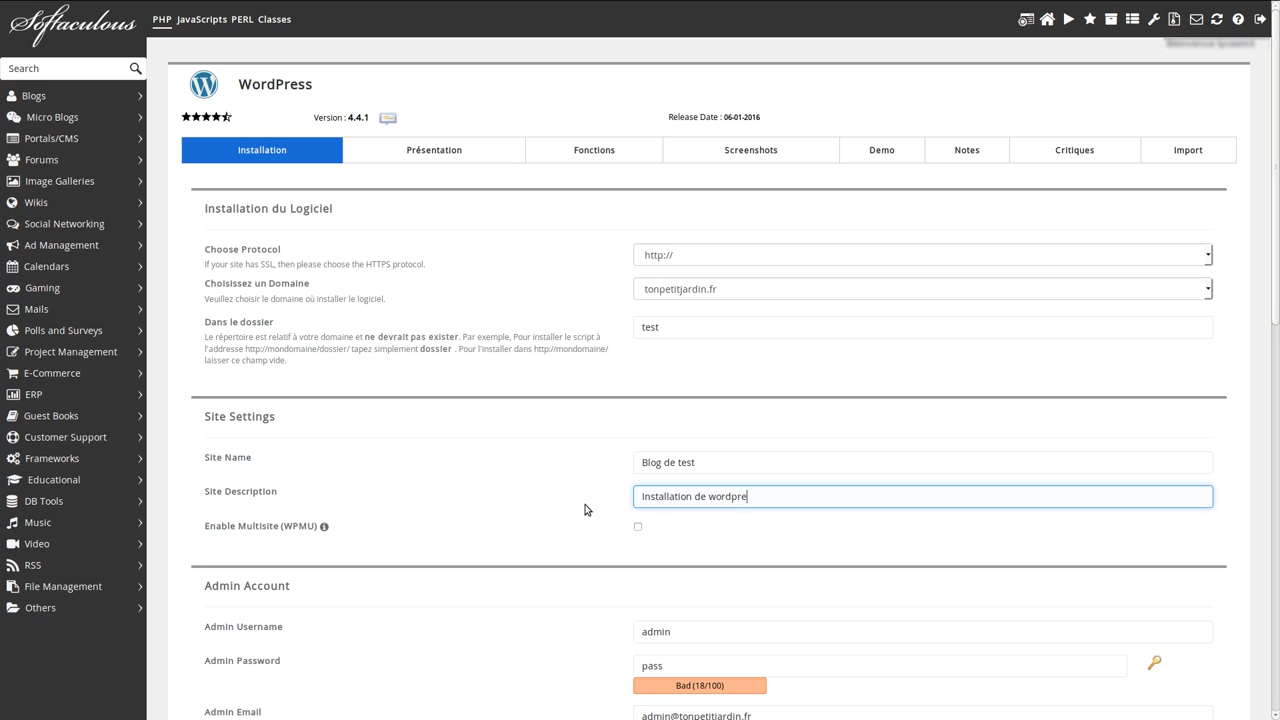 Softaculous
PHP JavaScripts PERL Classes
Search
Blogs
Micro Blogs
Portals/CMS
Forums
Image Galleries
Wikis
Social Networking
Ad Management
Calendars
Gaming
Mails
Polls and Surveys
Project Management
E-Commerce
ERP
Guest Books
Customer Support
Frameworks
Educational
DB Tools
Music
Video
RSS
File Management
Others
WordPress
Version : 4.4.1
Release Date : 06-01-2016
Installation Présentation Fonctions Screenshots Demo Notes Critiques Import
Installation du Logiciel
Choose Protocol
If your site has SSL, then please choose the HTTPS protocol.
http://
Choisissez un Domaine
Veuillez choisir le domaine où installer le logiciel.
tonpetitjardin.fr
Dans le dossier
Le répertoire est relatif à votre domaine et ne devrait pas exister. Par exemple, Pour installer le script à
l'addresse http://mondomaine/dossier/ tapez simplement dossier . Pour l'installer dans http://mondomaine/
laisser ce champ vide.
test
Site Settings
Site Name
Blog de test
Site Description
Installation de wordpre
Enable Multisite (WPMU)
Admin Account
Admin Username
admin
Admin Password
pass
Bad (18/100)
Admin Email
admin@tonpetitjardin.fr